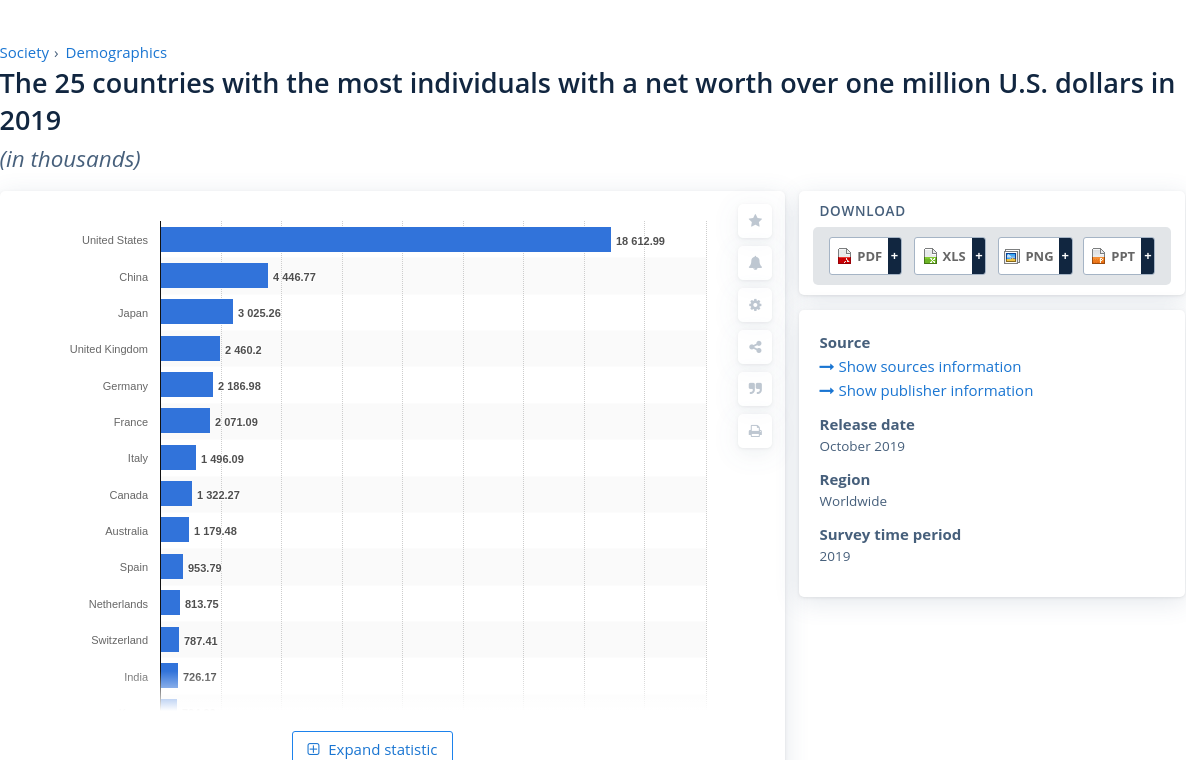 Society › Demographics
The 25 countries with the most individuals with a net worth over one million U.S. dollars in
2019
(in thousands)
United States 18 612.99
China 4 446.77
Japan 3 025.26
United Kingdom 2 460.2
Germany 2 186.98
France 2 071.09
Italy 1 496.09
Canada 1 322.27
Australia 1 179.48
Spain 953.79
Netherlands 813.75
Switzerland 787.41
India 726.17
Expand statistic
DOWNLOAD
PDF + XLS + PNG + PPT +
Source
Show sources information
Show publisher information
Release date
October 2019
Region
Worldwide
Survey time period
2019